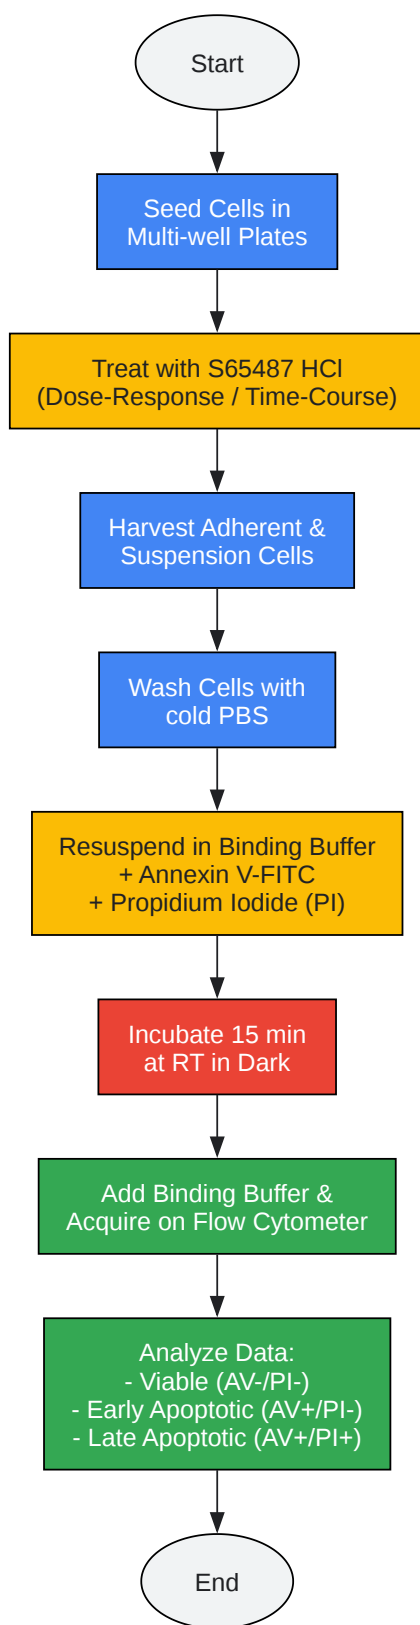 Start
Seed Cells in
Multi-well Plates
Treat with S65487 HCl
(Dose-Response / Time-Course)
Harvest Adherent &
Suspension Cells
Wash Cells with
cold PBS
Resuspend in Binding Buffer
+ Annexin V-FITC
+ Propidium Iodide (PI)
Incubate 15 min
at RT in Dark
Add Binding Buffer &
Acquire on Flow Cytometer
Analyze Data:
- Viable (AV-/PI-)
- Early Apoptotic (AV+/PI-)
- Late Apoptotic (AV+/PI+)
End